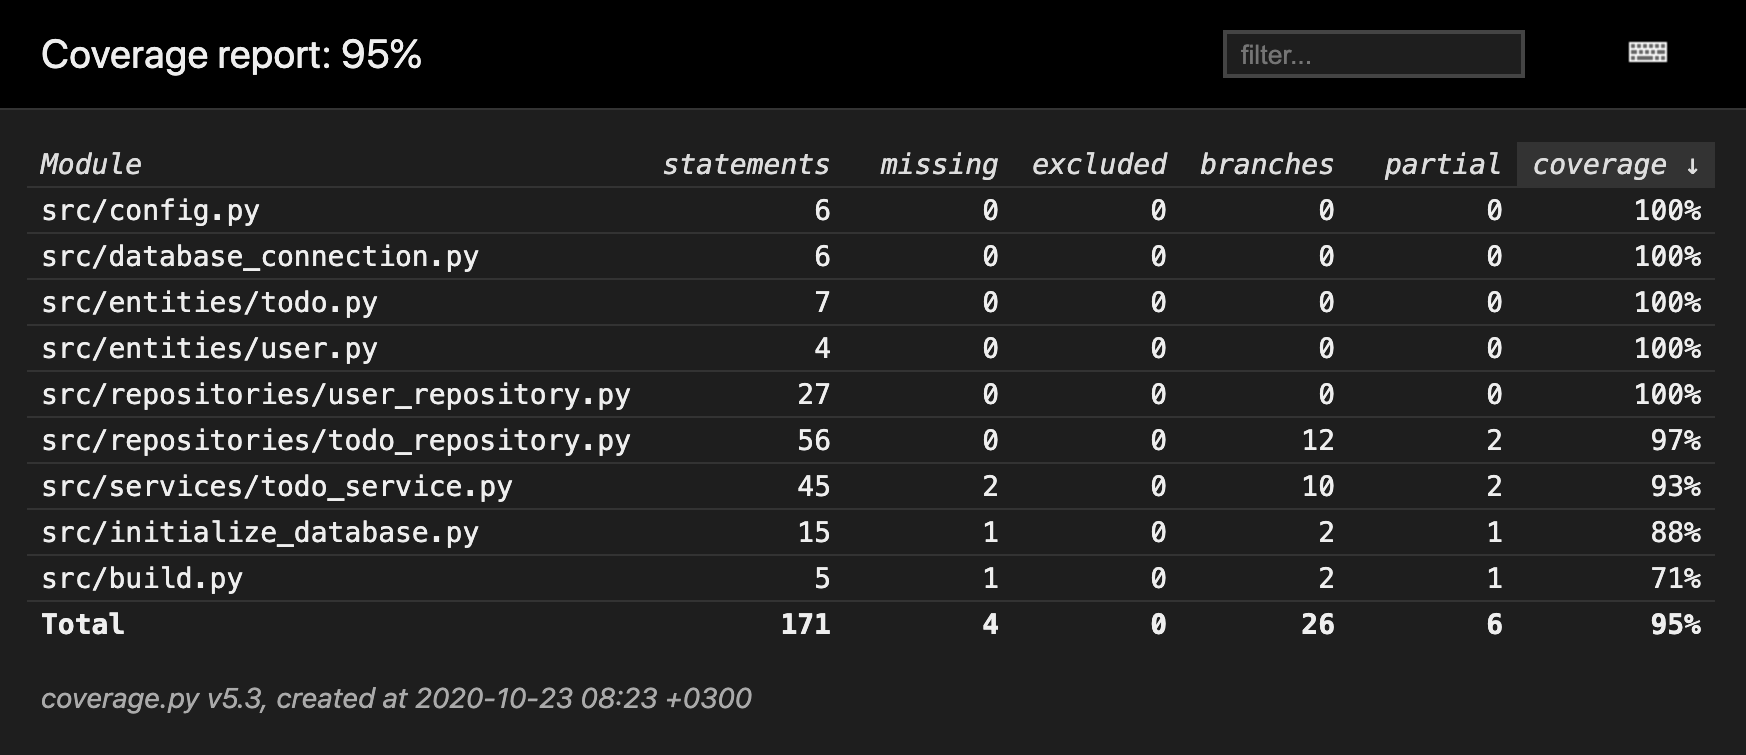 Coverage report: 95%
filter...
Module statements missing excluded branches partial coverage ↓
src/config.py 6 0 0 0 0 100%
src/database_connection.py 6 0 0 0 0 100%
src/entities/todo.py 7 0 0 0 0 100%
src/entities/user.py 4 0 0 0 0 100%
src/repositories/user_repository.py 27 0 0 0 0 100%
src/repositories/todo_repository.py 56 0 0 12 2 97%
src/services/todo_service.py 45 2 0 10 2 93%
src/initialize_database.py 15 1 0 2 1 88%
src/build.py 5 1 0 2 1 71%
Total 171 4 0 26 6 95%
coverage.py v5.3, created at 2020-10-23 08:23 +0300